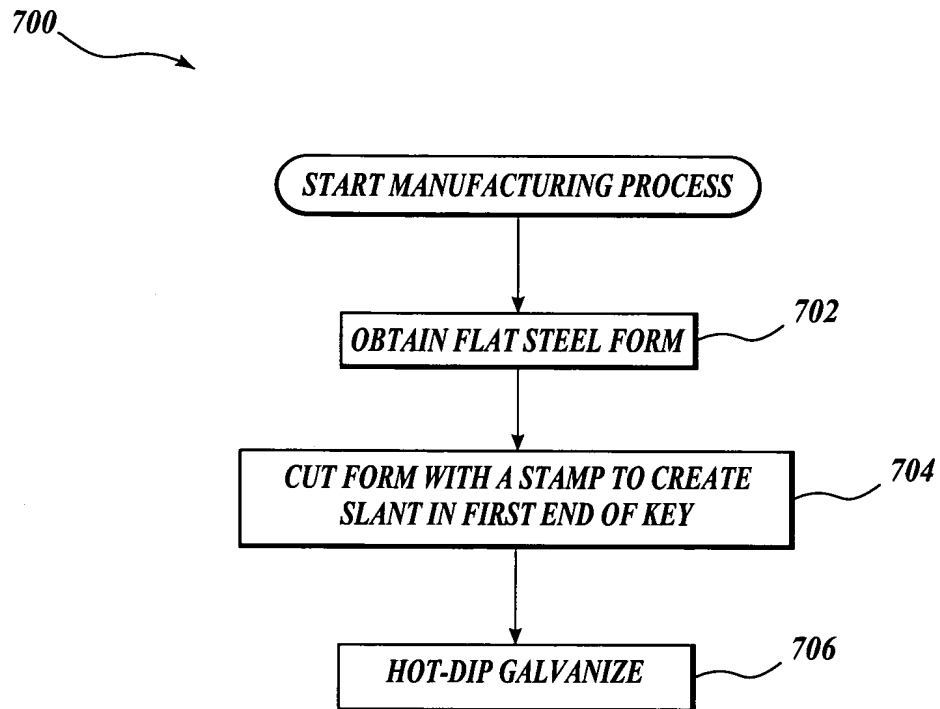 700
START MANUFACTURING PROCESS
702
OBTAIN FLAT STEEL FORM
704
CUT FORM WITH A STAMP TO CREATE
SLANT IN FIRST END OF KEY
706
HOT-DIP GALVANIZE